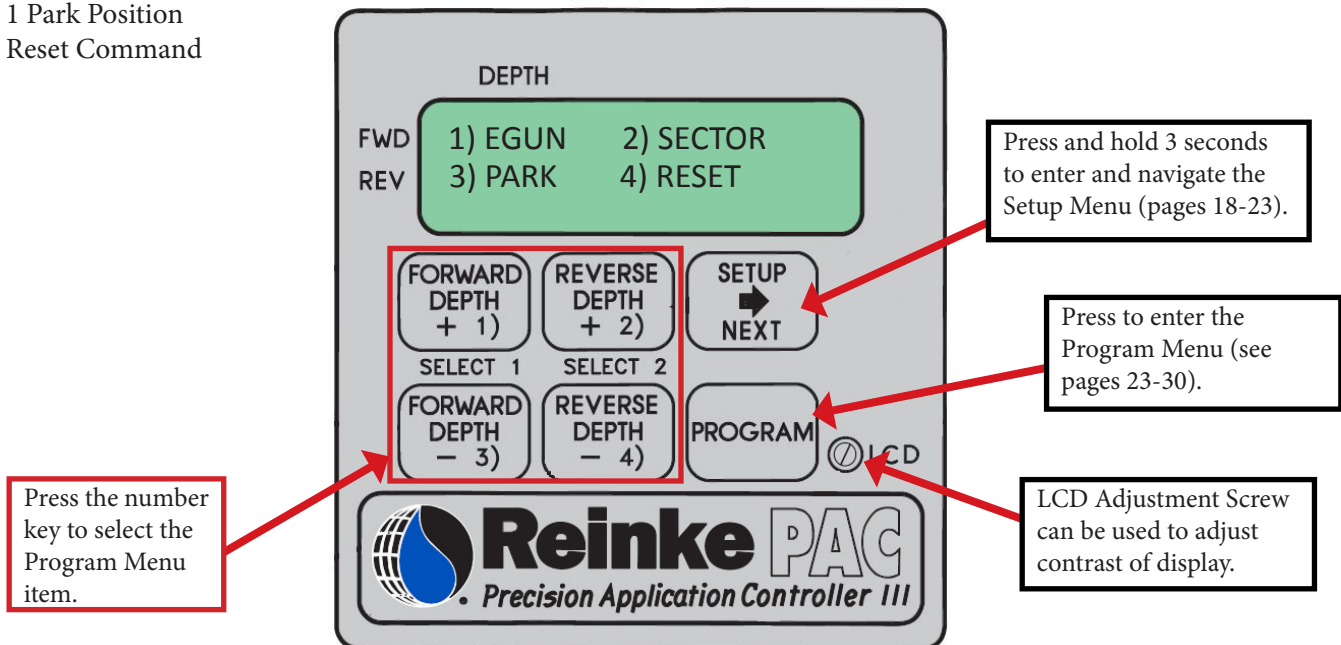 1 Park Position
Reset Command
DEPTH
FWD
REV
1) EGUN 2) SECTOR
3) PARK 4) RESET
Press and hold 3 seconds
to enter and navigate the
Setup Menu (pages 18-23).
FORWARD
DEPTH
+ 1)
REVERSE
DEPTH
+ 2)
SETUP
NEXT
Press to enter the
Program Menu (see
pages 23-30).
SELECT 1
SELECT 2
FORWARD
DEPTH
- 3)
REVERSE
DEPTH
- 4)
PROGRAM
LCD
Press the number
key to select the
Program Menu
item.
LCD Adjustment Screw
can be used to adjust
contrast of display.
Reinke PAC
Precision Application Controller III